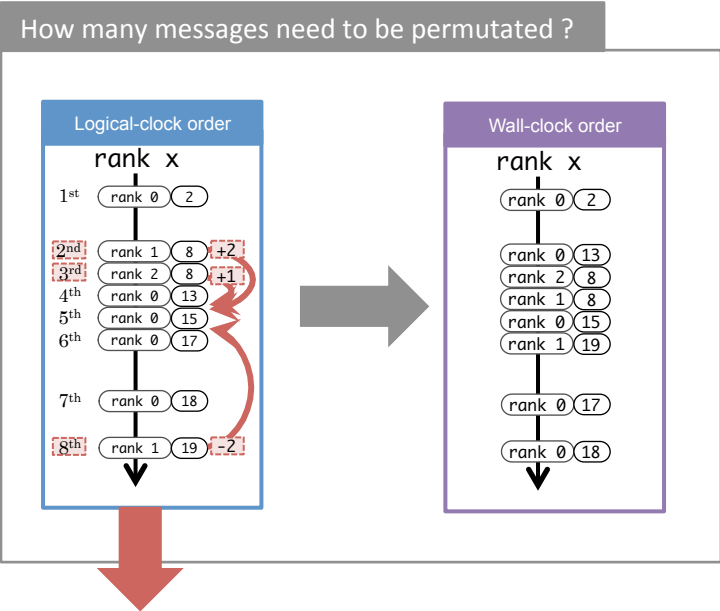 How many messages need to be permutated ?
Logical-clock order
rank x
1st rank 0 2
2nd rank 1 8 +2
3rd rank 2 8 +1
4th rank 0 13
5th rank 0 15
6th rank 0 17
7th rank 0 18
8th rank 1 19 -2
Wall-clock order
rank x
rank 0 2
rank 0 13
rank 2 8
rank 1 8
rank 0 15
rank 1 19
rank 0 17
rank 0 18